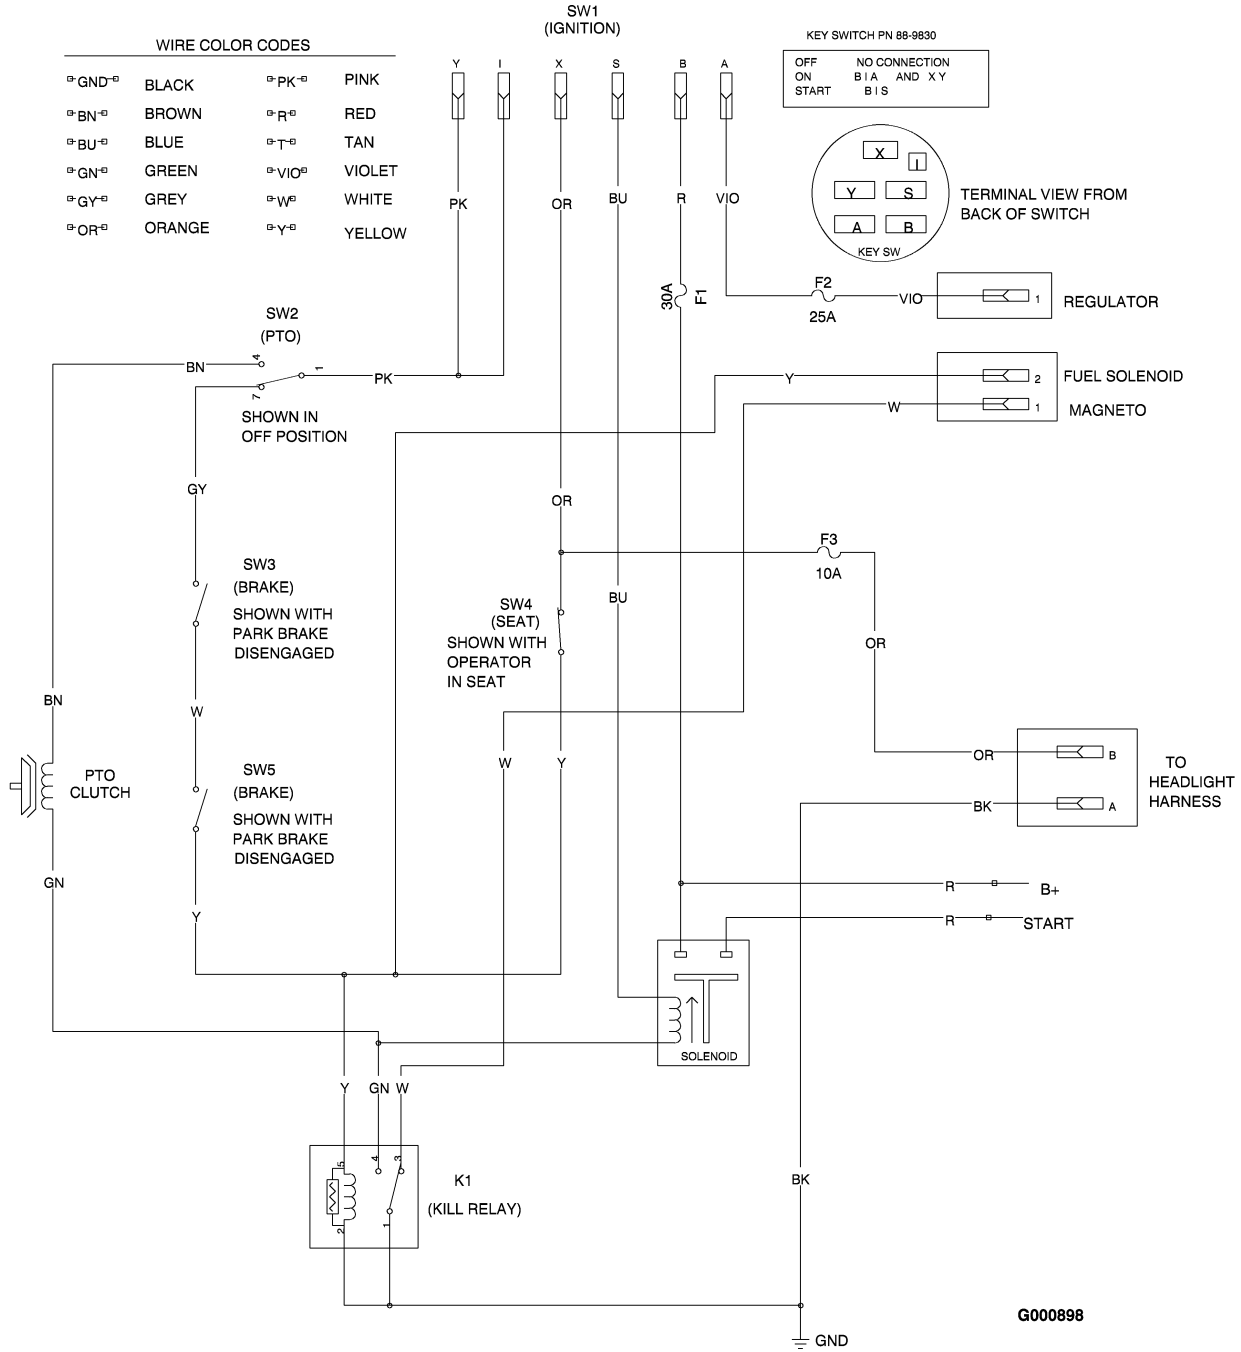 SW1
(IGNITION)
WIRE COLOR CODES
GND BLACK
PK PINK
BN BROWN
R RED
BU BLUE
T TAN
GN GREEN
VIO VIOLET
GY GREY
W WHITE
OR ORANGE
Y YELLOW
Y I X S B A
KEY SWITCH PN 88-9830
OFF NO CONNECTION
ON B I A AND X Y
START B I S
X
I
Y S
A B
KEY SW
TERMINAL VIEW FROM
BACK OF SWITCH
PK OR BU R VIO
30A F1
F2
25A
VIO
1
REGULATOR
SW2
(PTO)
BN
4
1
7
PK
SHOWN IN
OFF POSITION
Y
2
FUEL SOLENOID
W
1
MAGNETO
GY
OR
F3
10A
SW3
(BRAKE)
SHOWN WITH
PARK BRAKE
DISENGAGED
SW4
(SEAT)
SHOWN WITH
OPERATOR
IN SEAT
BU
OR
BN
W
W
Y
OR
B
TO
HEADLIGHT
HARNESS
BK
A
PTO
CLUTCH
SW5
(BRAKE)
SHOWN WITH
PARK BRAKE
DISENGAGED
GN
Y
R
B+
R
START
SOLENOID
Y GN W
5 4 3
2 1
K1
(KILL RELAY)
BK
GND
G000898